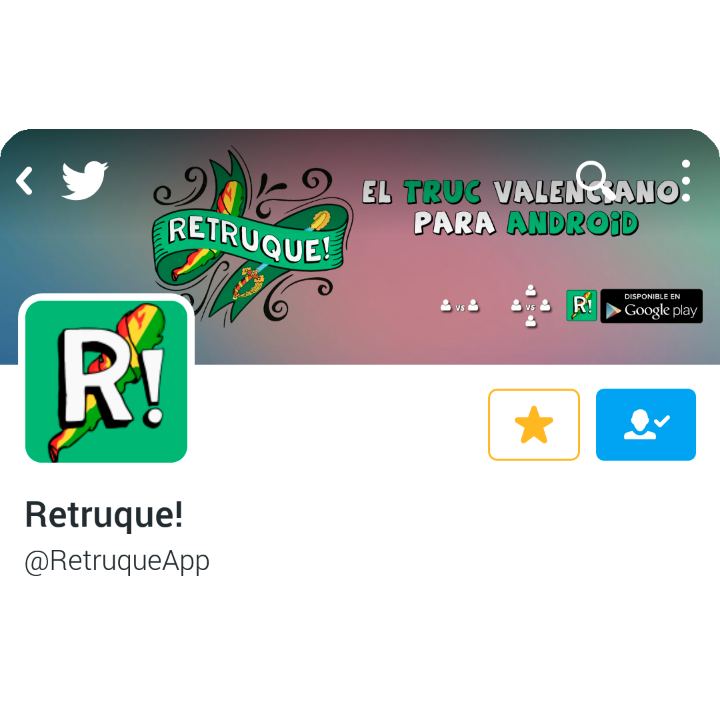 RETRUQUE!
EL TRUC VALENCIANO
PARA ANDROiD
VS
VS
R!
DISPONIBLE EN
Google play
R!
Retruque!
@RetruqueApp